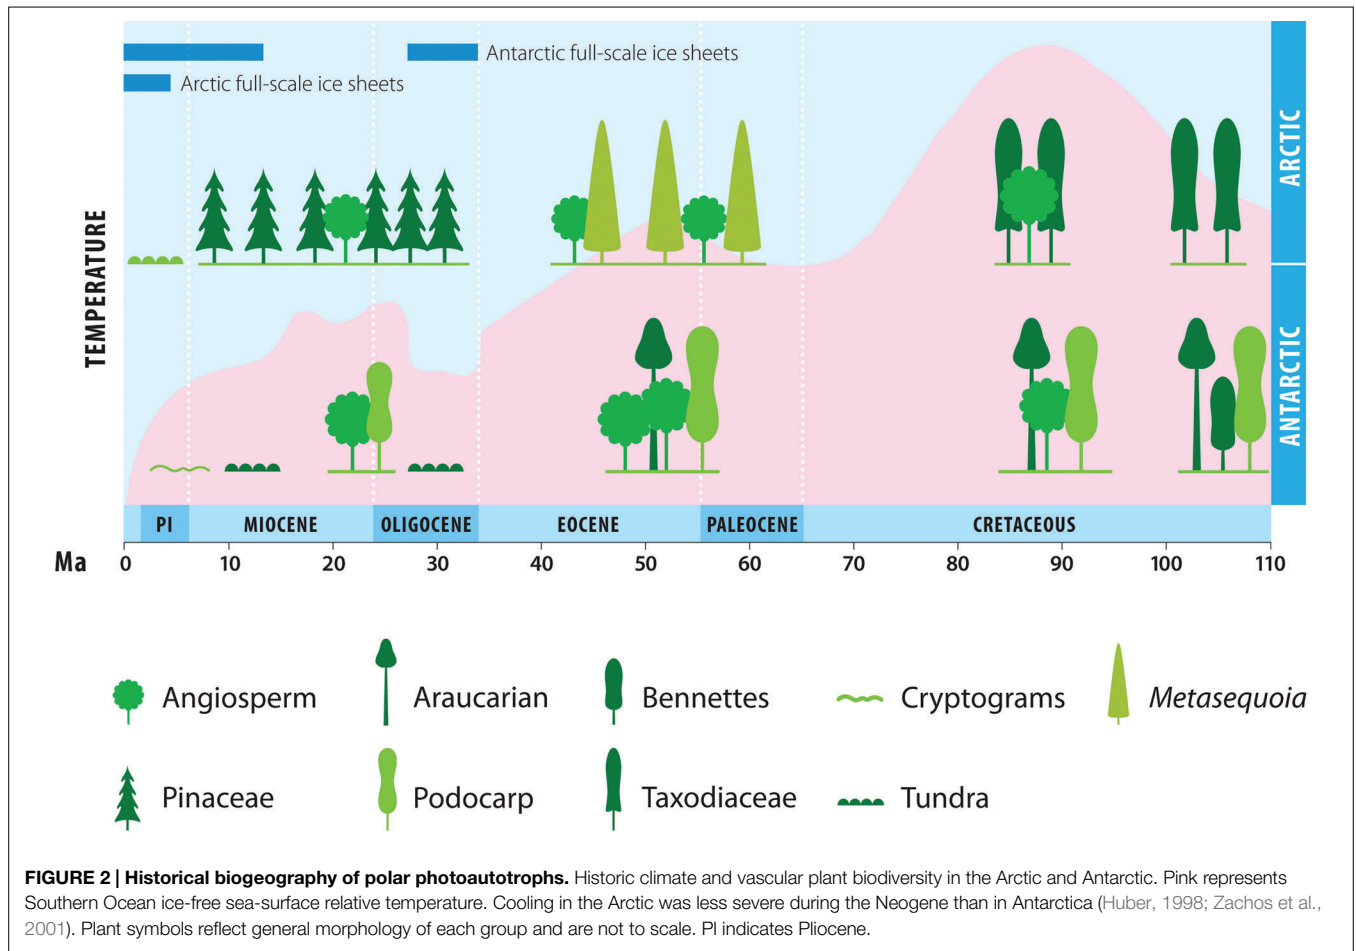 Antarctic full-scale ice sheets
Arctic full-scale ice sheets
TEMPERATURE
ARCTIC
ANTARCTIC
PI MIOCENE OLIGOCENE EOCENE PALEOCENE CRETACEOUS
Ma 0 10 20 30 40 50 60 70 80 90 100 110
Angiosperm Araucarian Bennettes Cryptograms Metasequoia
Pinaceae Podocarp Taxodiaceae Tundra
FIGURE 2 | Historical biogeography of polar photoautotrophs. Historic climate and vascular plant biodiversity in the Arctic and Antarctic. Pink represents
Southern Ocean ice-free sea-surface relative temperature. Cooling in the Arctic was less severe during the Neogene than in Antarctica (Huber, 1998; Zachos et al.,
2001). Plant symbols reflect general morphology of each group and are not to scale. PI indicates Pliocene.